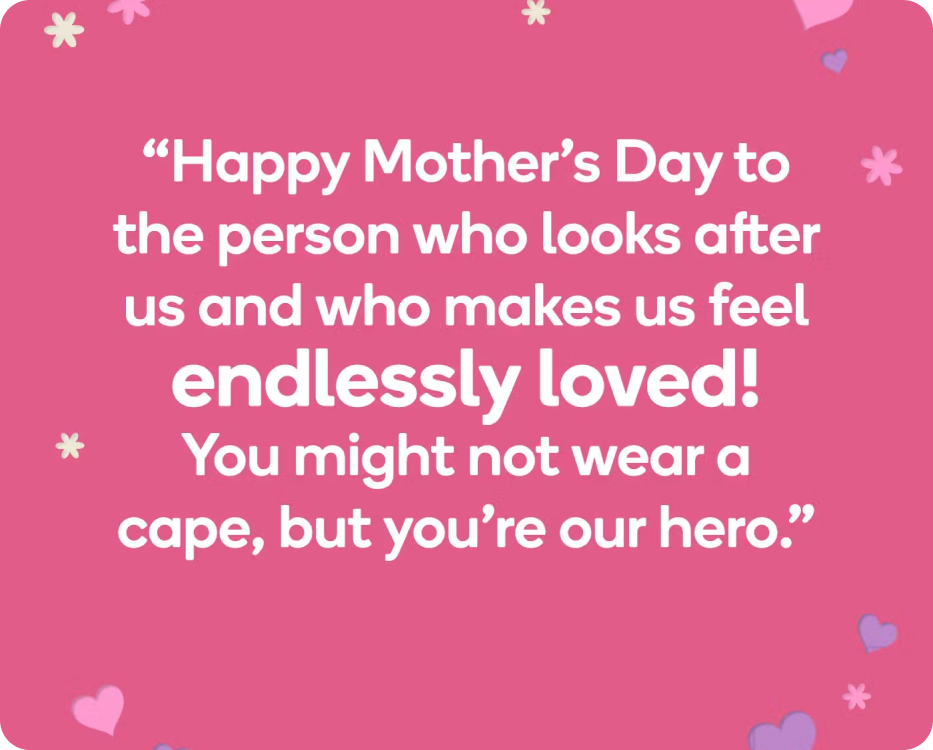 “Happy Mother’s Day to
the person who looks after
us and who makes us feel
endlessly loved!
You might not wear a
cape, but you’re our hero.”